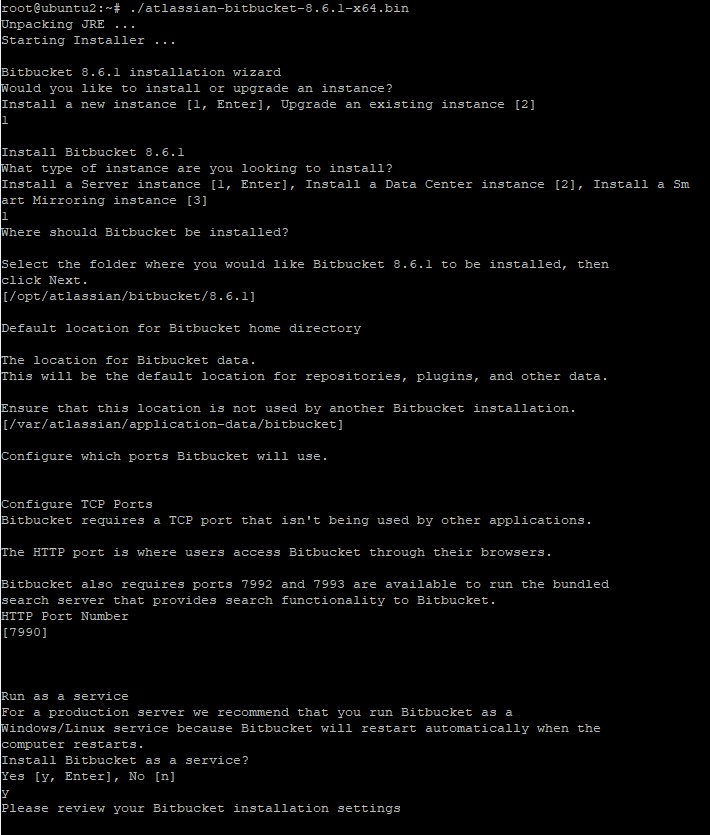 root@ubuntu2:~# ./atlassian-bitbucket-8.6.1-x64.bin
Unpacking JRE ...
Starting Installer ...
Bitbucket 8.6.1 installation wizard
Would you like to install or upgrade an instance?
Install a new instance [1, Enter], Upgrade an existing instance [2]
1
Install Bitbucket 8.6.1
What type of instance are you looking to install?
Install a Server instance [1, Enter], Install a Data Center instance [2], Install a Sm
art Mirroring instance [3]
1
Where should Bitbucket be installed?
Select the folder where you would like Bitbucket 8.6.1 to be installed, then
click Next.
[/opt/atlassian/bitbucket/8.6.1]
Default location for Bitbucket home directory
The location for Bitbucket data.
This will be the default location for repositories, plugins, and other data.
Ensure that this location is not used by another Bitbucket installation.
[/var/atlassian/application-data/bitbucket]
Configure which ports Bitbucket will use.
Configure TCP Ports
Bitbucket requires a TCP port that isn't being used by other applications.
The HTTP port is where users access Bitbucket through their browsers.
Bitbucket also requires ports 7992 and 7993 are available to run the bundled
search server that provides search functionality to Bitbucket.
HTTP Port Number
[7990]
Run as a service
For a production server we recommend that you run Bitbucket as a
Windows/Linux service because Bitbucket will restart automatically when the
computer restarts.
Install Bitbucket as a service?
Yes [y, Enter], No [n]
y
Please review your Bitbucket installation settings